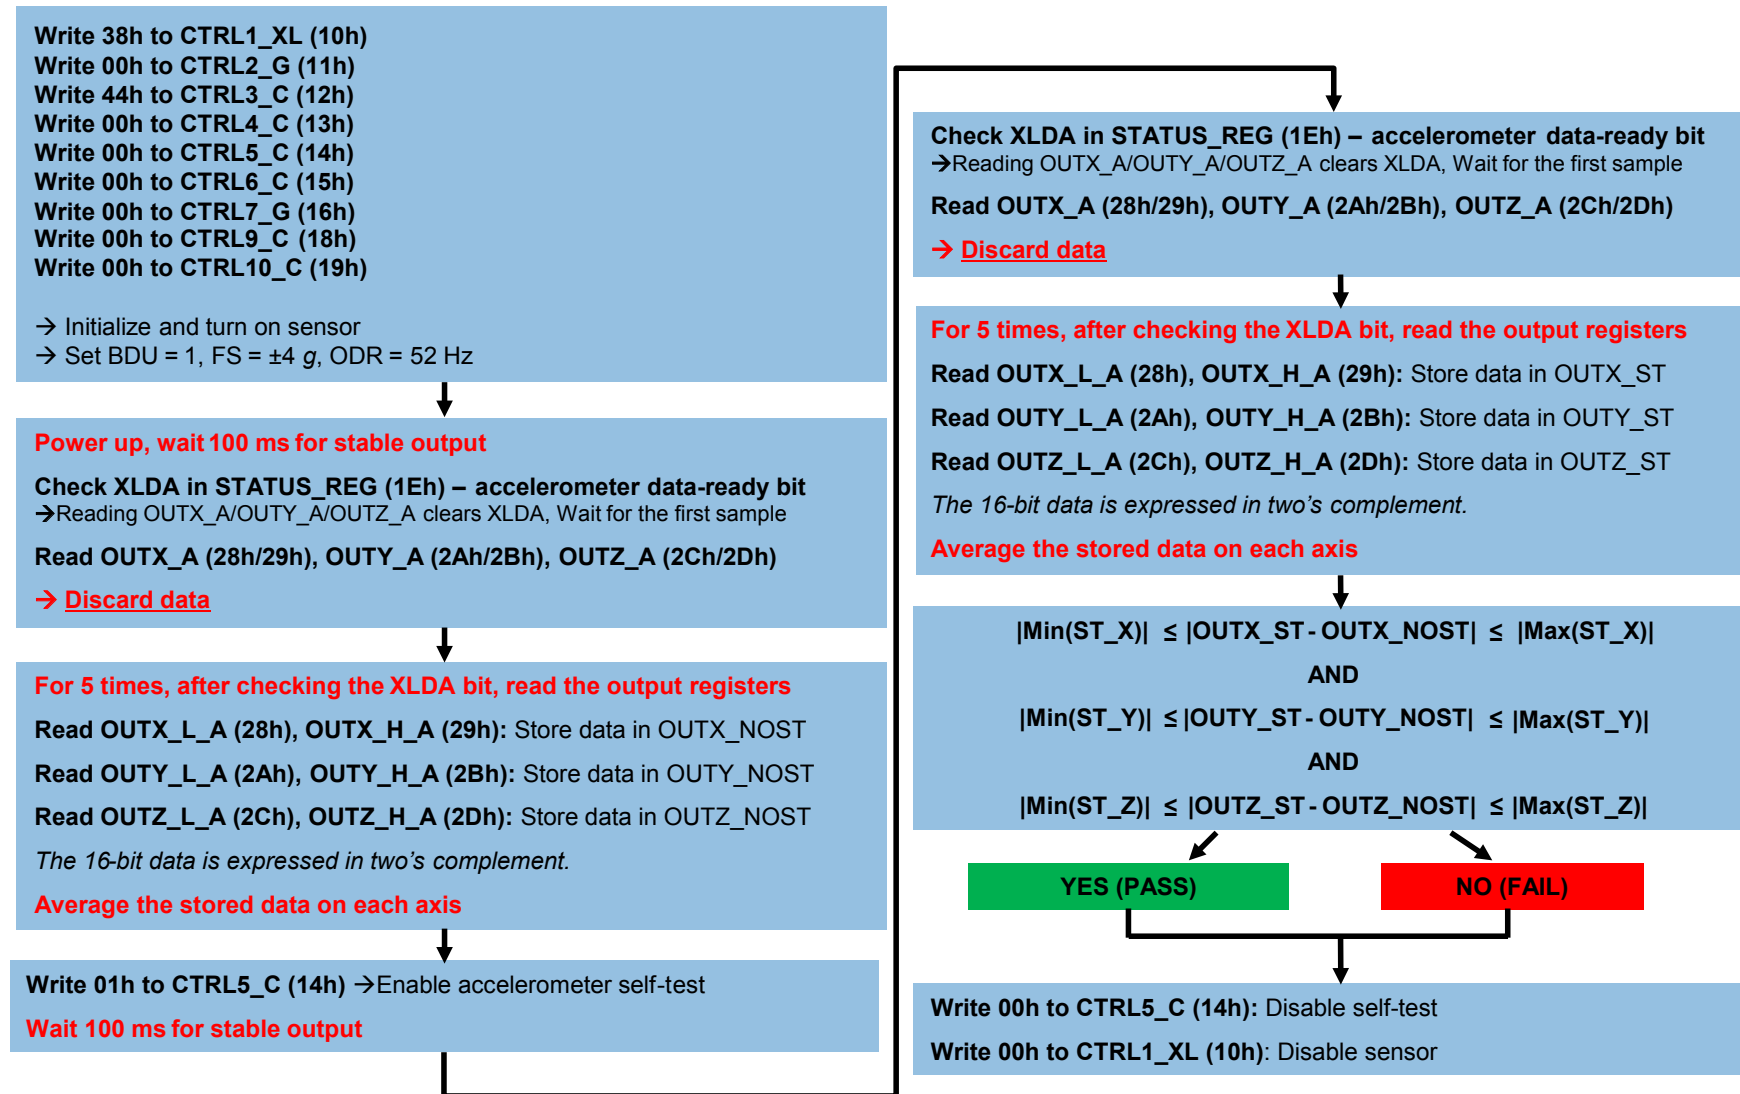 Write 38h to CTRL1_XL (10h)
Write 00h to CTRL2_G (11h)
Write 44h to CTRL3_C (12h)
Write 00h to CTRL4_C (13h)
Write 00h to CTRL5_C (14h)
Write 00h to CTRL6_C (15h)
Write 00h to CTRL7_G (16h)
Write 00h to CTRL9_C (18h)
Write 00h to CTRL10_C (19h)
→ Initialize and turn on sensor
→ Set BDU = 1, FS = ±4 g, ODR = 52 Hz
Power up, wait 100 ms for stable output
Check XLDA in STATUS_REG (1Eh) – accelerometer data-ready bit
→Reading OUTX_A/OUTY_A/OUTZ_A clears XLDA, Wait for the first sample
Read OUTX_A (28h/29h), OUTY_A (2Ah/2Bh), OUTZ_A (2Ch/2Dh)
→ Discard data
For 5 times, after checking the XLDA bit, read the output registers
Read OUTX_L_A (28h), OUTX_H_A (29h): Store data in OUTX_NOST
Read OUTY_L_A (2Ah), OUTY_H_A (2Bh): Store data in OUTY_NOST
Read OUTZ_L_A (2Ch), OUTZ_H_A (2Dh): Store data in OUTZ_NOST
The 16-bit data is expressed in two's complement.
Average the stored data on each axis
Write 01h to CTRL5_C (14h) →Enable accelerometer self-test
Wait 100 ms for stable output
Check XLDA in STATUS_REG (1Eh) – accelerometer data-ready bit
→Reading OUTX_A/OUTY_A/OUTZ_A clears XLDA, Wait for the first sample
Read OUTX_A (28h/29h), OUTY_A (2Ah/2Bh), OUTZ_A (2Ch/2Dh)
→ Discard data
For 5 times, after checking the XLDA bit, read the output registers
Read OUTX_L_A (28h), OUTX_H_A (29h): Store data in OUTX_ST
Read OUTY_L_A (2Ah), OUTY_H_A (2Bh): Store data in OUTY_ST
Read OUTZ_L_A (2Ch), OUTZ_H_A (2Dh): Store data in OUTZ_ST
The 16-bit data is expressed in two's complement.
Average the stored data on each axis
|Min(ST_X)| ≤ |OUTX_ST - OUTX_NOST| ≤ |Max(ST_X)|
AND
|Min(ST_Y)| ≤ |OUTY_ST - OUTY_NOST| ≤ |Max(ST_Y)|
AND
|Min(ST_Z)| ≤ |OUTZ_ST - OUTZ_NOST| ≤ |Max(ST_Z)|
YES (PASS)
NO (FAIL)
Write 00h to CTRL5_C (14h): Disable self-test
Write 00h to CTRL1_XL (10h): Disable sensor